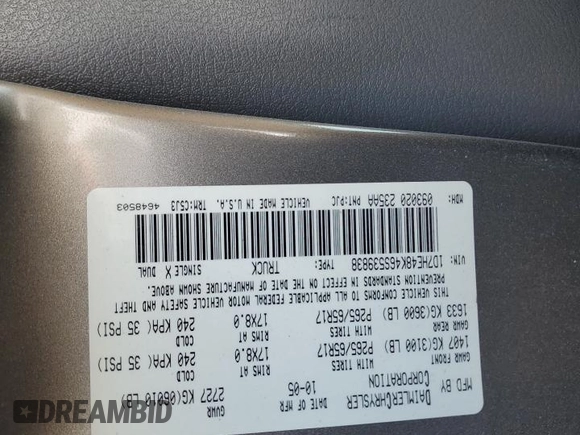 MFD BY DAIMLERCHRYSLER CORPORATION
DATE OF MFR 10-05
GVWR 2727 KG(06010 LB)
GAWR FRONT 1407 KG(3100 LB)
WITH TIRES P265/65R17
RIMS AT 17X8.0
COLD 240 KPA( 35 PSI)
GAWR REAR 1633 KG(3600 LB)
WITH TIRES P265/65R17
RIMS AT 17X8.0
COLD 240 KPA( 35 PSI)
THIS VEHICLE CONFORMS TO ALL APPLICABLE FEDERAL MOTOR VEHICLE SAFETY AND THEFT
PREVENTION STANDARDS IN EFFECT ON THE DATE OF MANUFACTURE SHOWN ABOVE.
VIN: 1D7HE48K46S539838 TYPE: TRUCK SINGLE X DUAL
MDH: 093020 235AA PNT:PJC VEHICLE MADE IN U.S.A. TRM:C5J3 4648503
DREAMBID